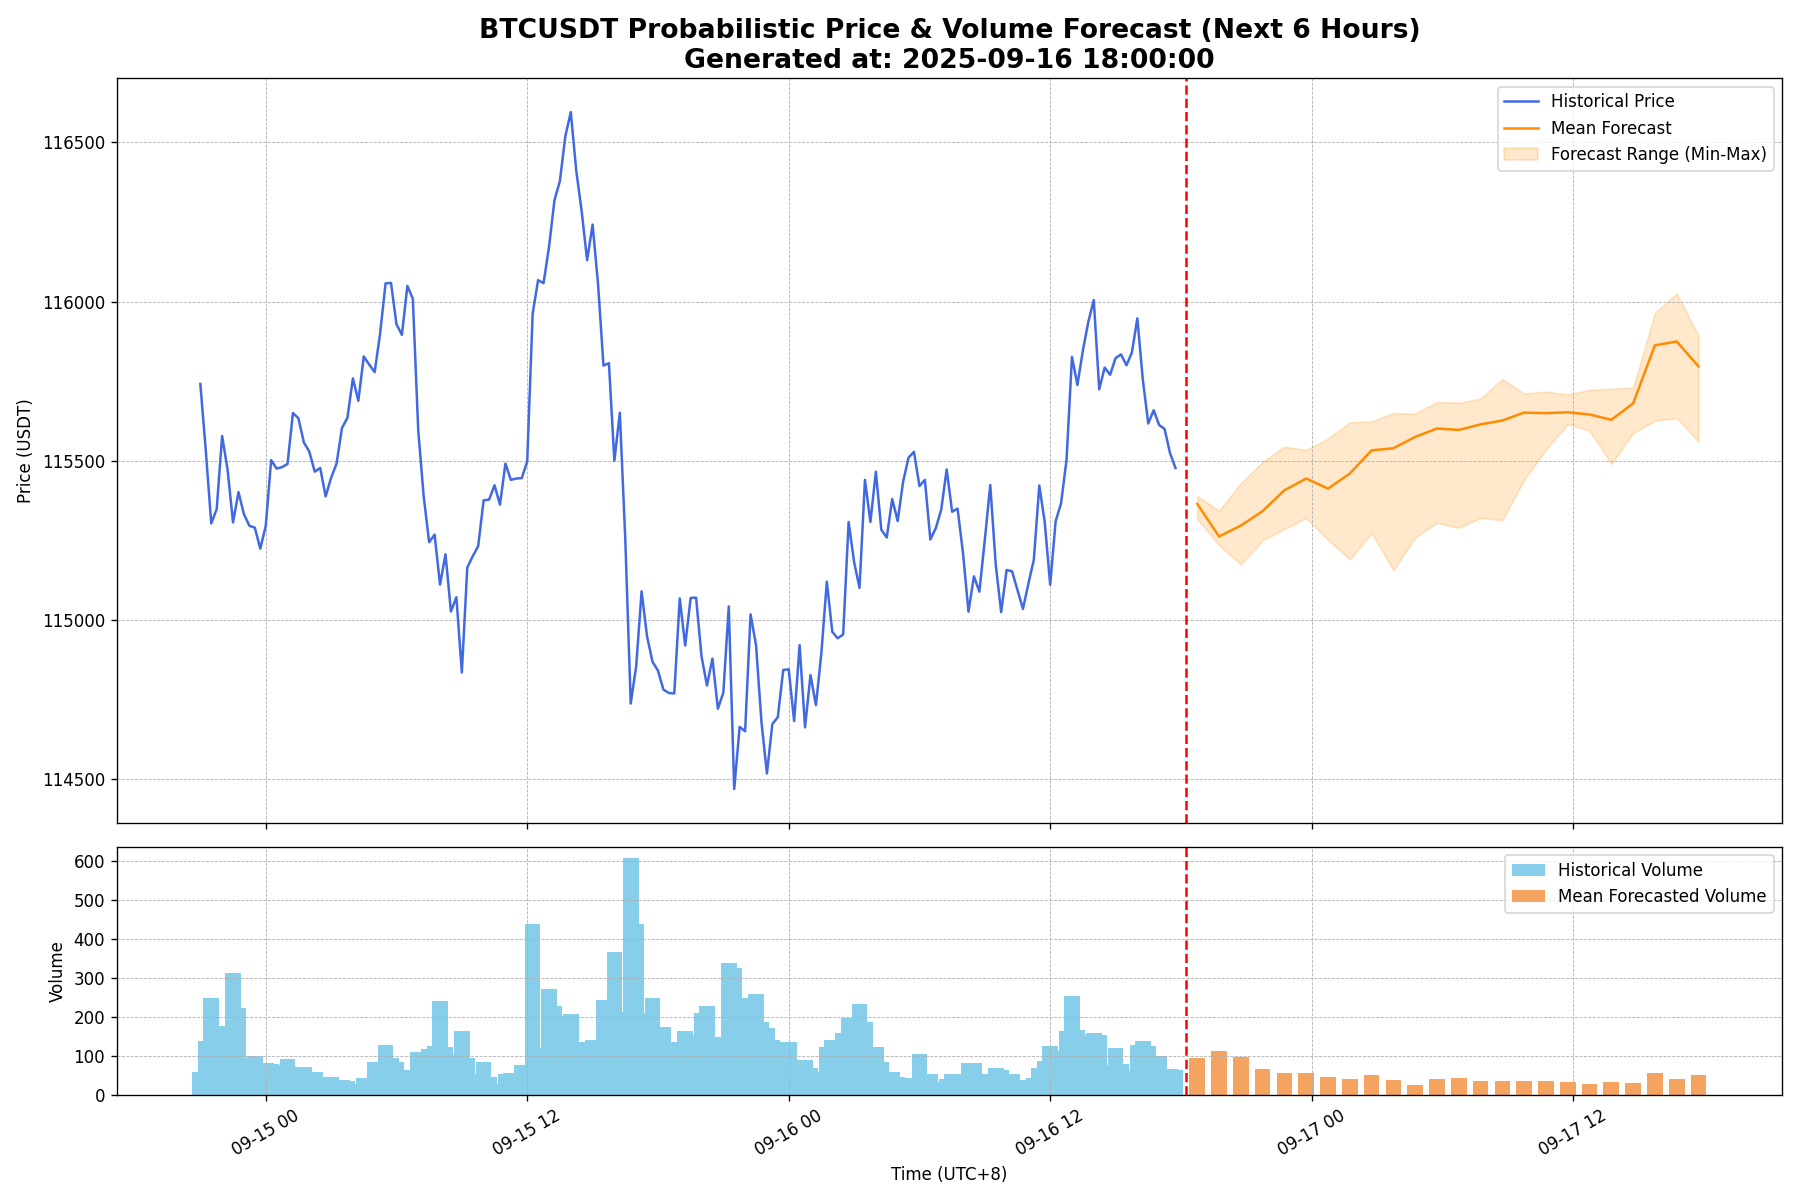 BTCUSDT Probabilistic Price & Volume Forecast (Next 6 Hours)
Generated at: 2025-09-16 18:00:00
Historical Price
Mean Forecast
Forecast Range (Min-Max)
116500
116000
115500
115000
114500
Price (USDT)
Historical Volume
Mean Forecasted Volume
600
500
400
300
200
100
0
Volume
09-15 00
09-15 12
09-16 00
09-16 12
09-17 00
09-17 12
Time (UTC+8)